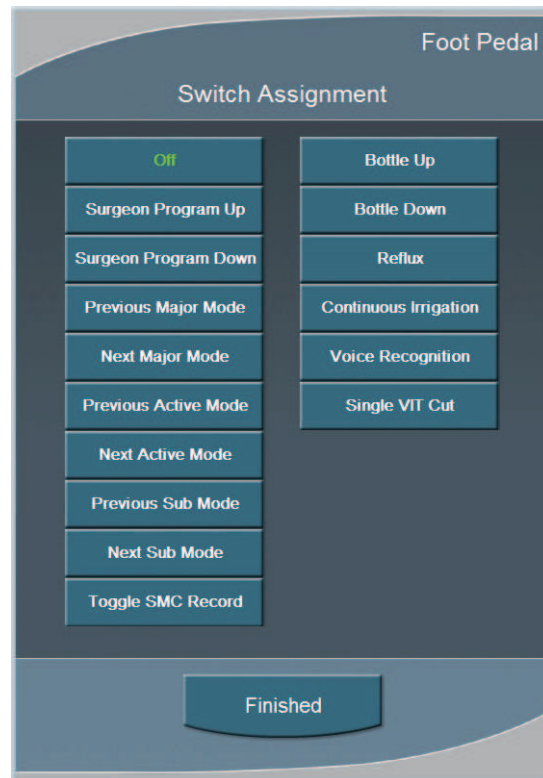 Foot Pedal
Switch Assignment
Off
Surgeon Program Up
Surgeon Program Down
Previous Major Mode
Next Major Mode
Previous Active Mode
Next Active Mode
Previous Sub Mode
Next Sub Mode
Toggle SMC Record
Bottle Up
Bottle Down
Reflux
Continuous Irrigation
Voice Recognition
Single VIT Cut
Finished